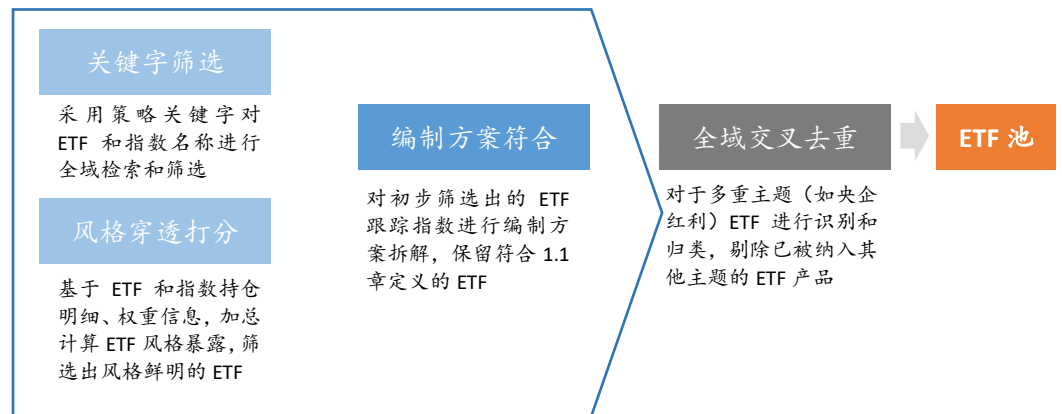 关键字筛选
采用策略关键字对
ETF 和指数名称进行
全域检索和筛选
风格穿透打分
基于 ETF 和指数持仓
明细、权重信息，加总
计算 ETF 风格暴露，筛
选出风格鲜明的 ETF
编制方案符合
对初步筛选出的 ETF
跟踪指数进行编制方
案拆解，保留符合 1.1
章定义的 ETF
全域交叉去重
对于多重主题（如央企
红利）ETF 进行识别和
归类，剔除已被纳入其
他主题的 ETF 产品
ETF 池